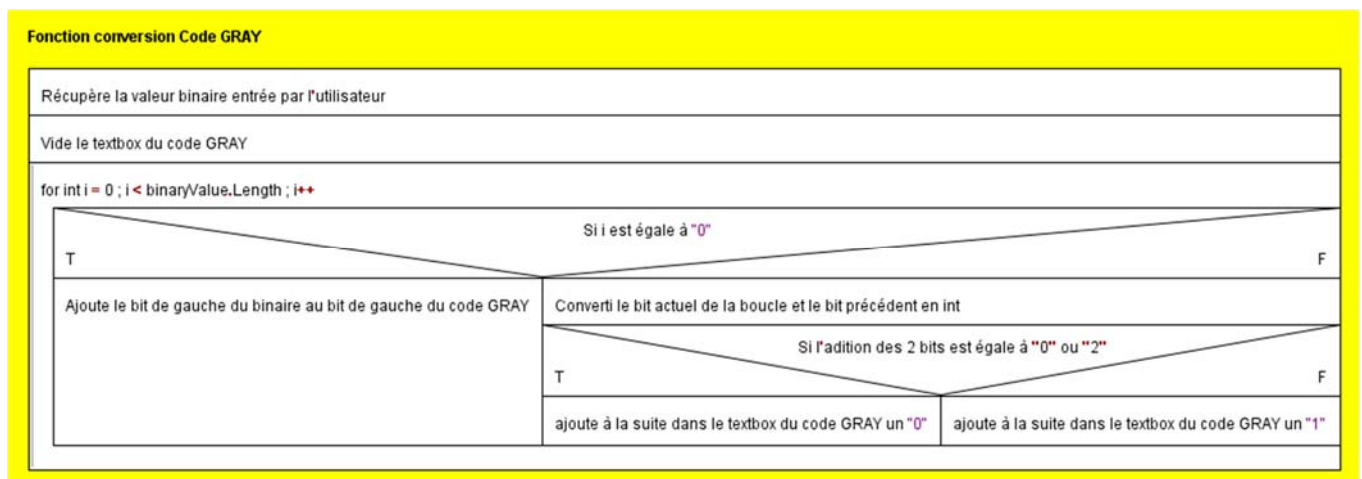 Fonction conversion Code GRAY
Récupère la valeur binaire entrée par l'utilisateur
Vide le textbox du code GRAY
for int i = 0 ; i < binaryValue.Length ; i++
Si i est égale à "0"
T
F
Ajoute le bit de gauche du binaire au bit de gauche du code GRAY
Converti le bit actuel de la boucle et le bit précédent en int
Si l'adition des 2 bits est égale à "0" ou "2"
T
F
ajoute à la suite dans le textbox du code GRAY un "0"
ajoute à la suite dans le textbox du code GRAY un "1"